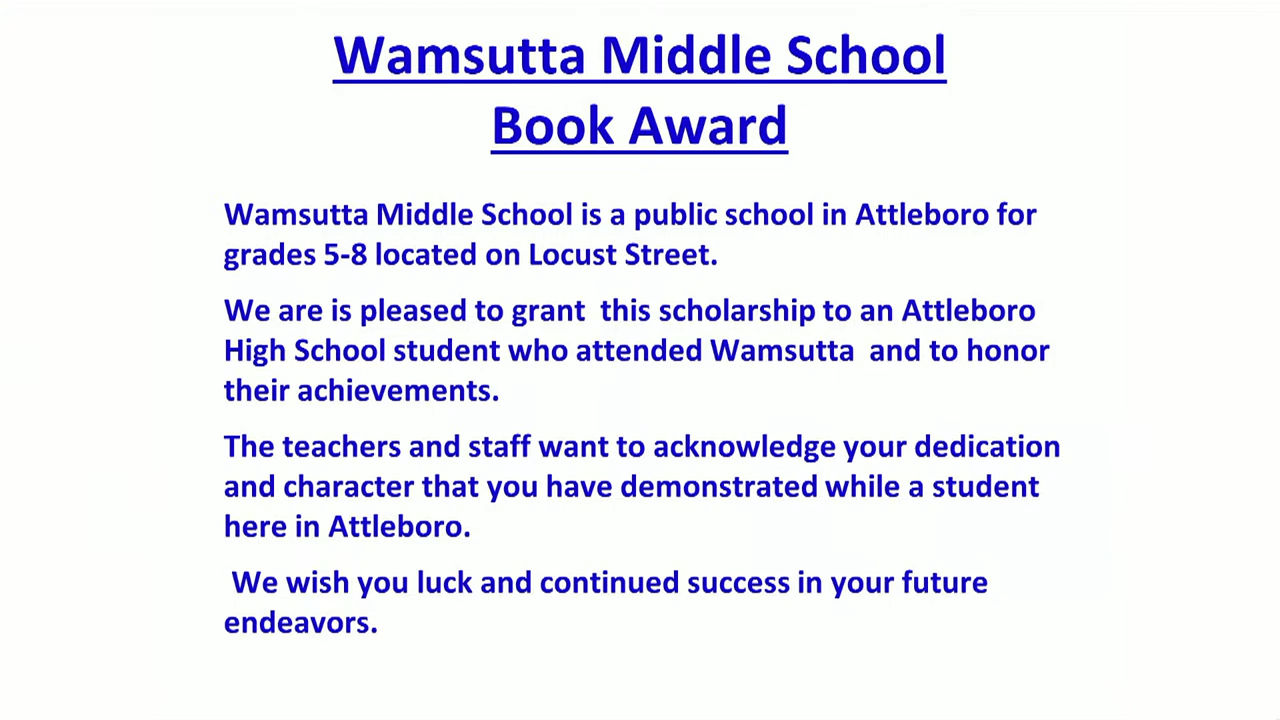 Wamsutta Middle School
Book Award
Wamsutta Middle School is a public school in Attleboro for
grades 5-8 located on Locust Street.
We are is pleased to grant  this scholarship to an Attleboro
High School student who attended Wamsutta  and to honor
their achievements.
The teachers and staff want to acknowledge your dedication
and character that you have demonstrated while a student
here in Attleboro.
We wish you luck and continued success in your future
endeavors.